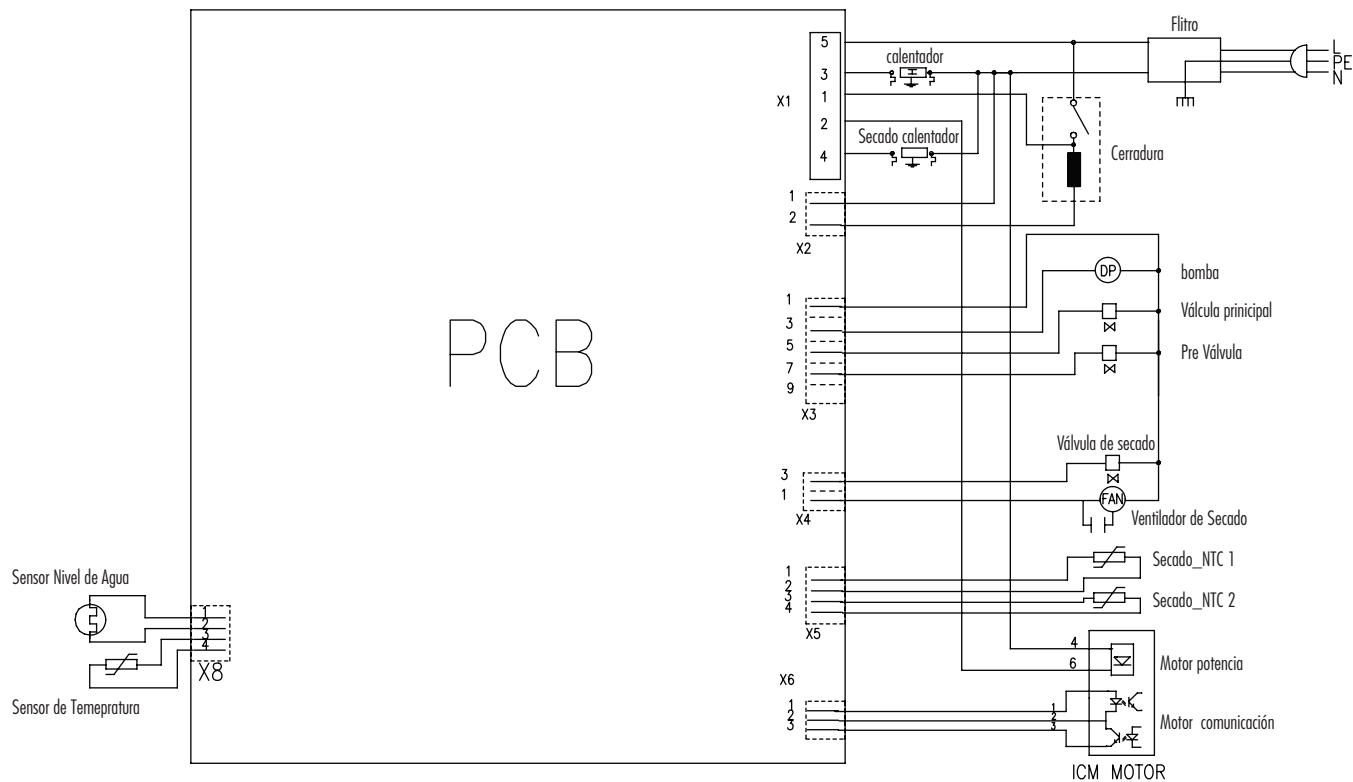 Flitro
L
PE
N
5
calentador
3
X1
1
2
Secado calentador
4
Cerradura
1
2
X2
PCB
DP
bomba
1
Válcula prinicipal
3
5
Pre Válvula
7
9
X3
Válvula de secado
3
1
FAN
X4
Ventilador de Secado
Secado_NTC 1
1
2
3
4
Secado_NTC 2
X5
Sensor Nivel de Agua
1
2
3
4
X8
Sensor de Temepratura
4
6
Motor potencia
X6
1
2
3
1
2
3
Motor comunicación
ICM MOTOR